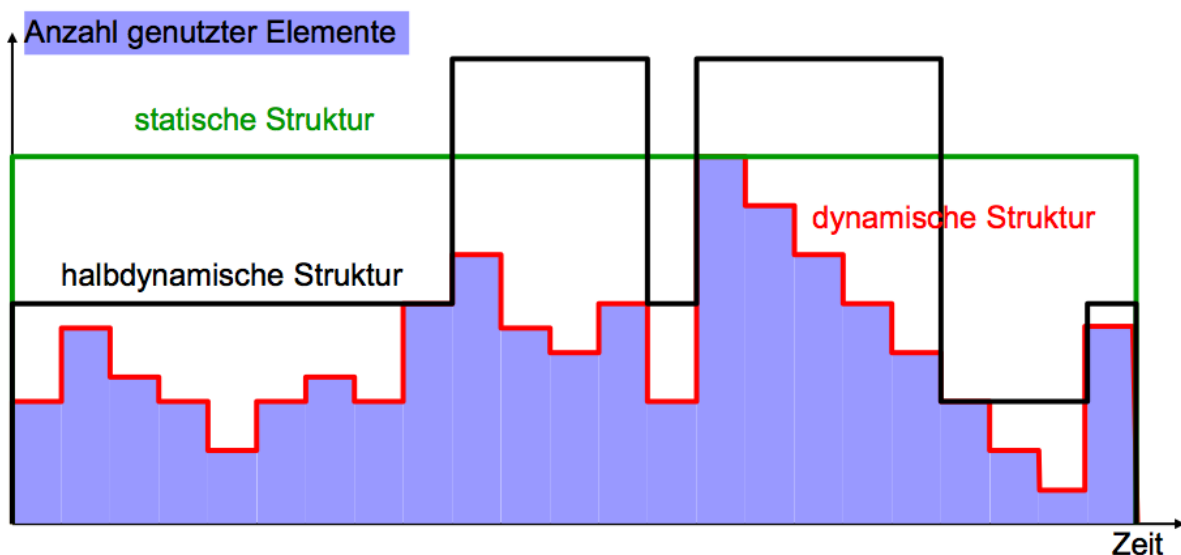 Anzahl genutzter Elemente
statische Struktur
dynamische Struktur
halbdynamische Struktur
Zeit